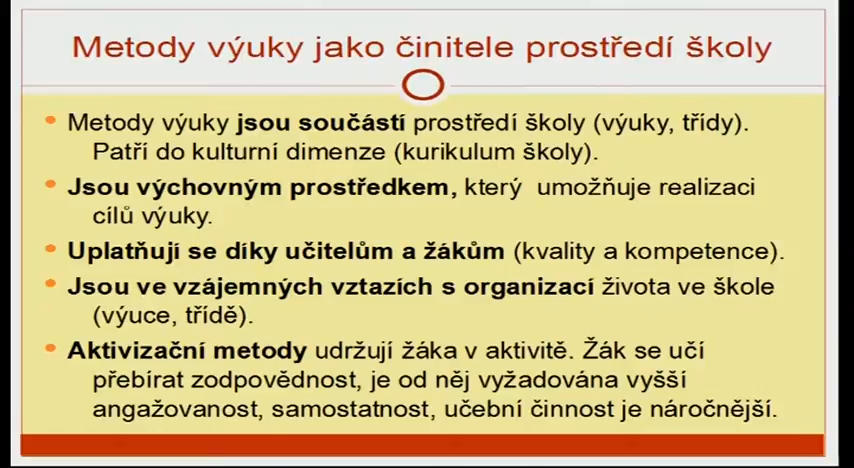 Metody výuky jako činitele prostředí školy
• Metody výuky jsou součástí prostředí školy (výuky, třídy).
Patří do kulturní dimenze (kurikulum školy).
• Jsou výchovným prostředkem, který umožňuje realizaci
cílů výuky.
• Uplatňují se díky učitelům a žákům (kvality a kompetence).
• Jsou ve vzájemných vztazích s organizací života ve škole
(výuce, třídě).
• Aktivizační metody udržují žáka v aktivitě. Žák se učí
přebírat zodpovědnost, je od něj vyžadována vyšší
angažovanost, samostatnost, učební činnost je náročnější.